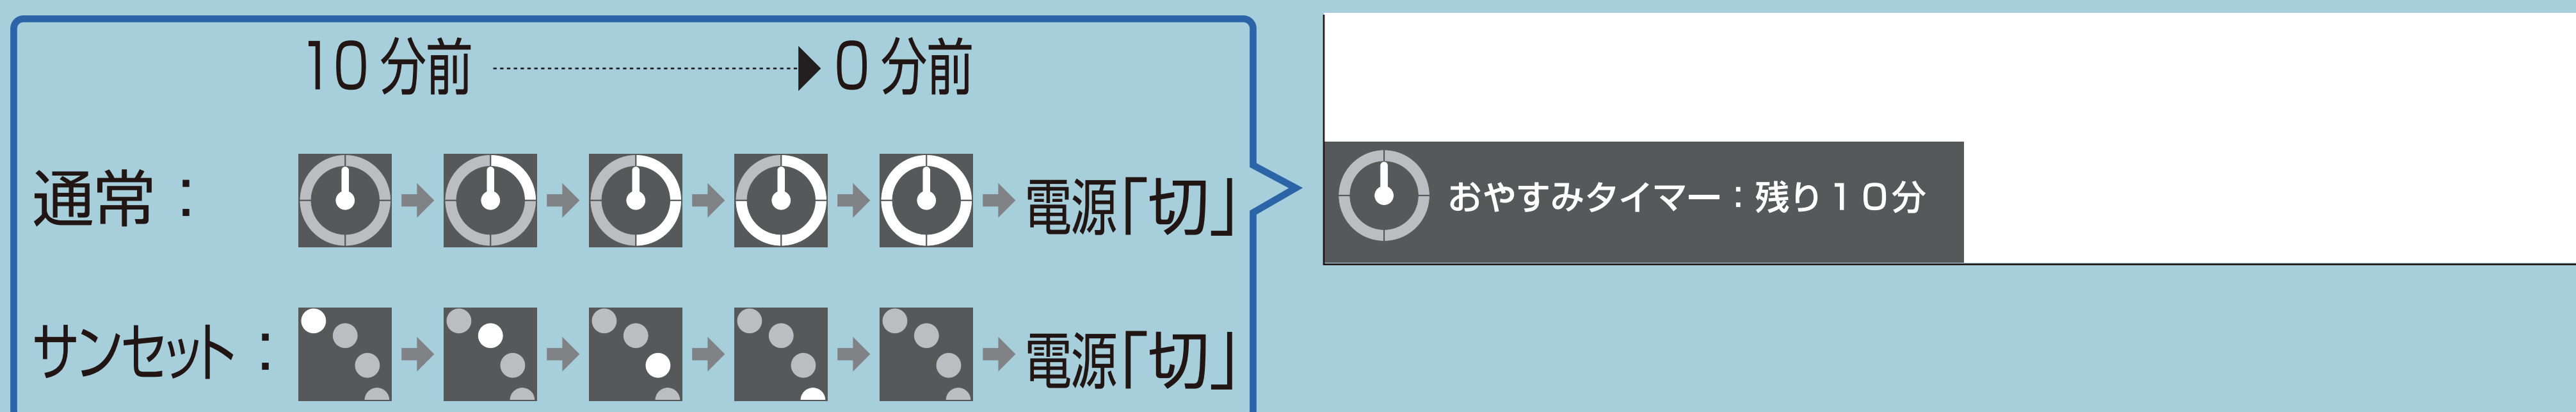 10分前 0分前
通常： 電源「切」
サンセット： 電源「切」
おやすみタイマー：残り１０分